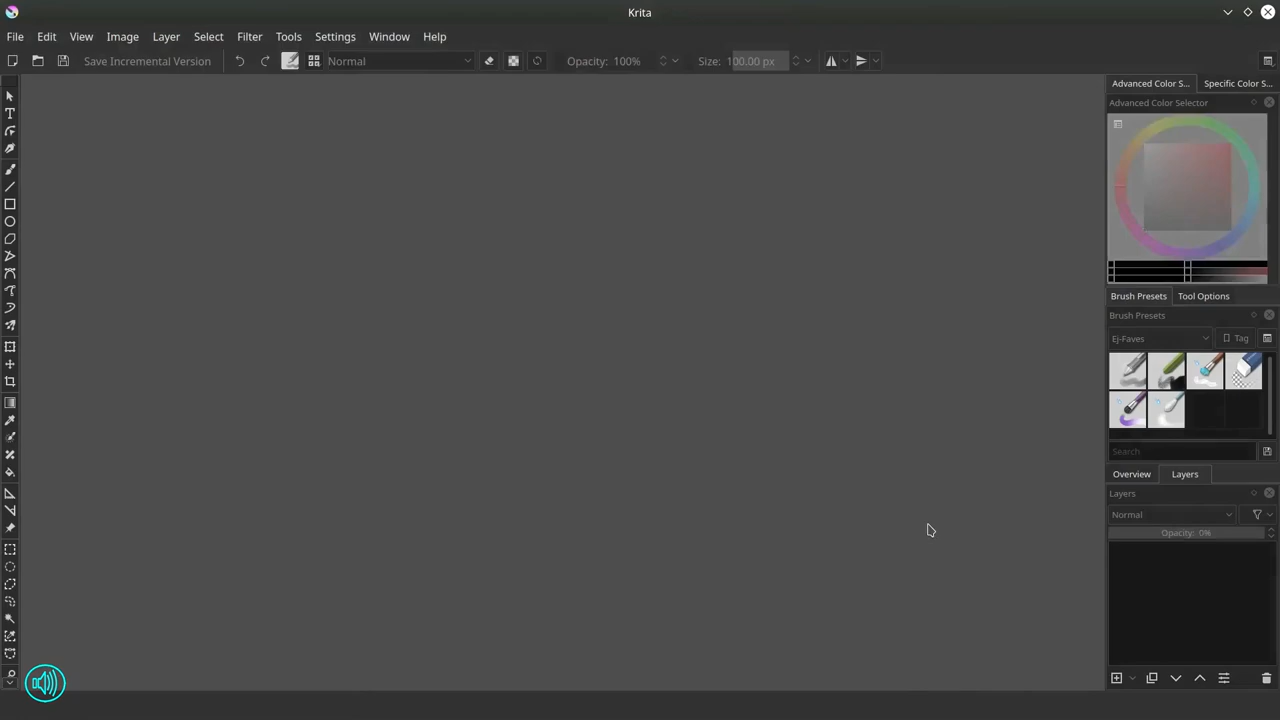 Krita
File Edit View Image Layer Select Filter Tools Settings Window Help
Save Incremental Version Normal Opacity: 100% Size: 100.00 px
Advanced Color S... Specific Color S...
Advanced Color Selector
Brush Presets Tool Options
Brush Presets
Ej-Faves Tag
Search
Overview Layers
Layers
Normal
Opacity: 0%